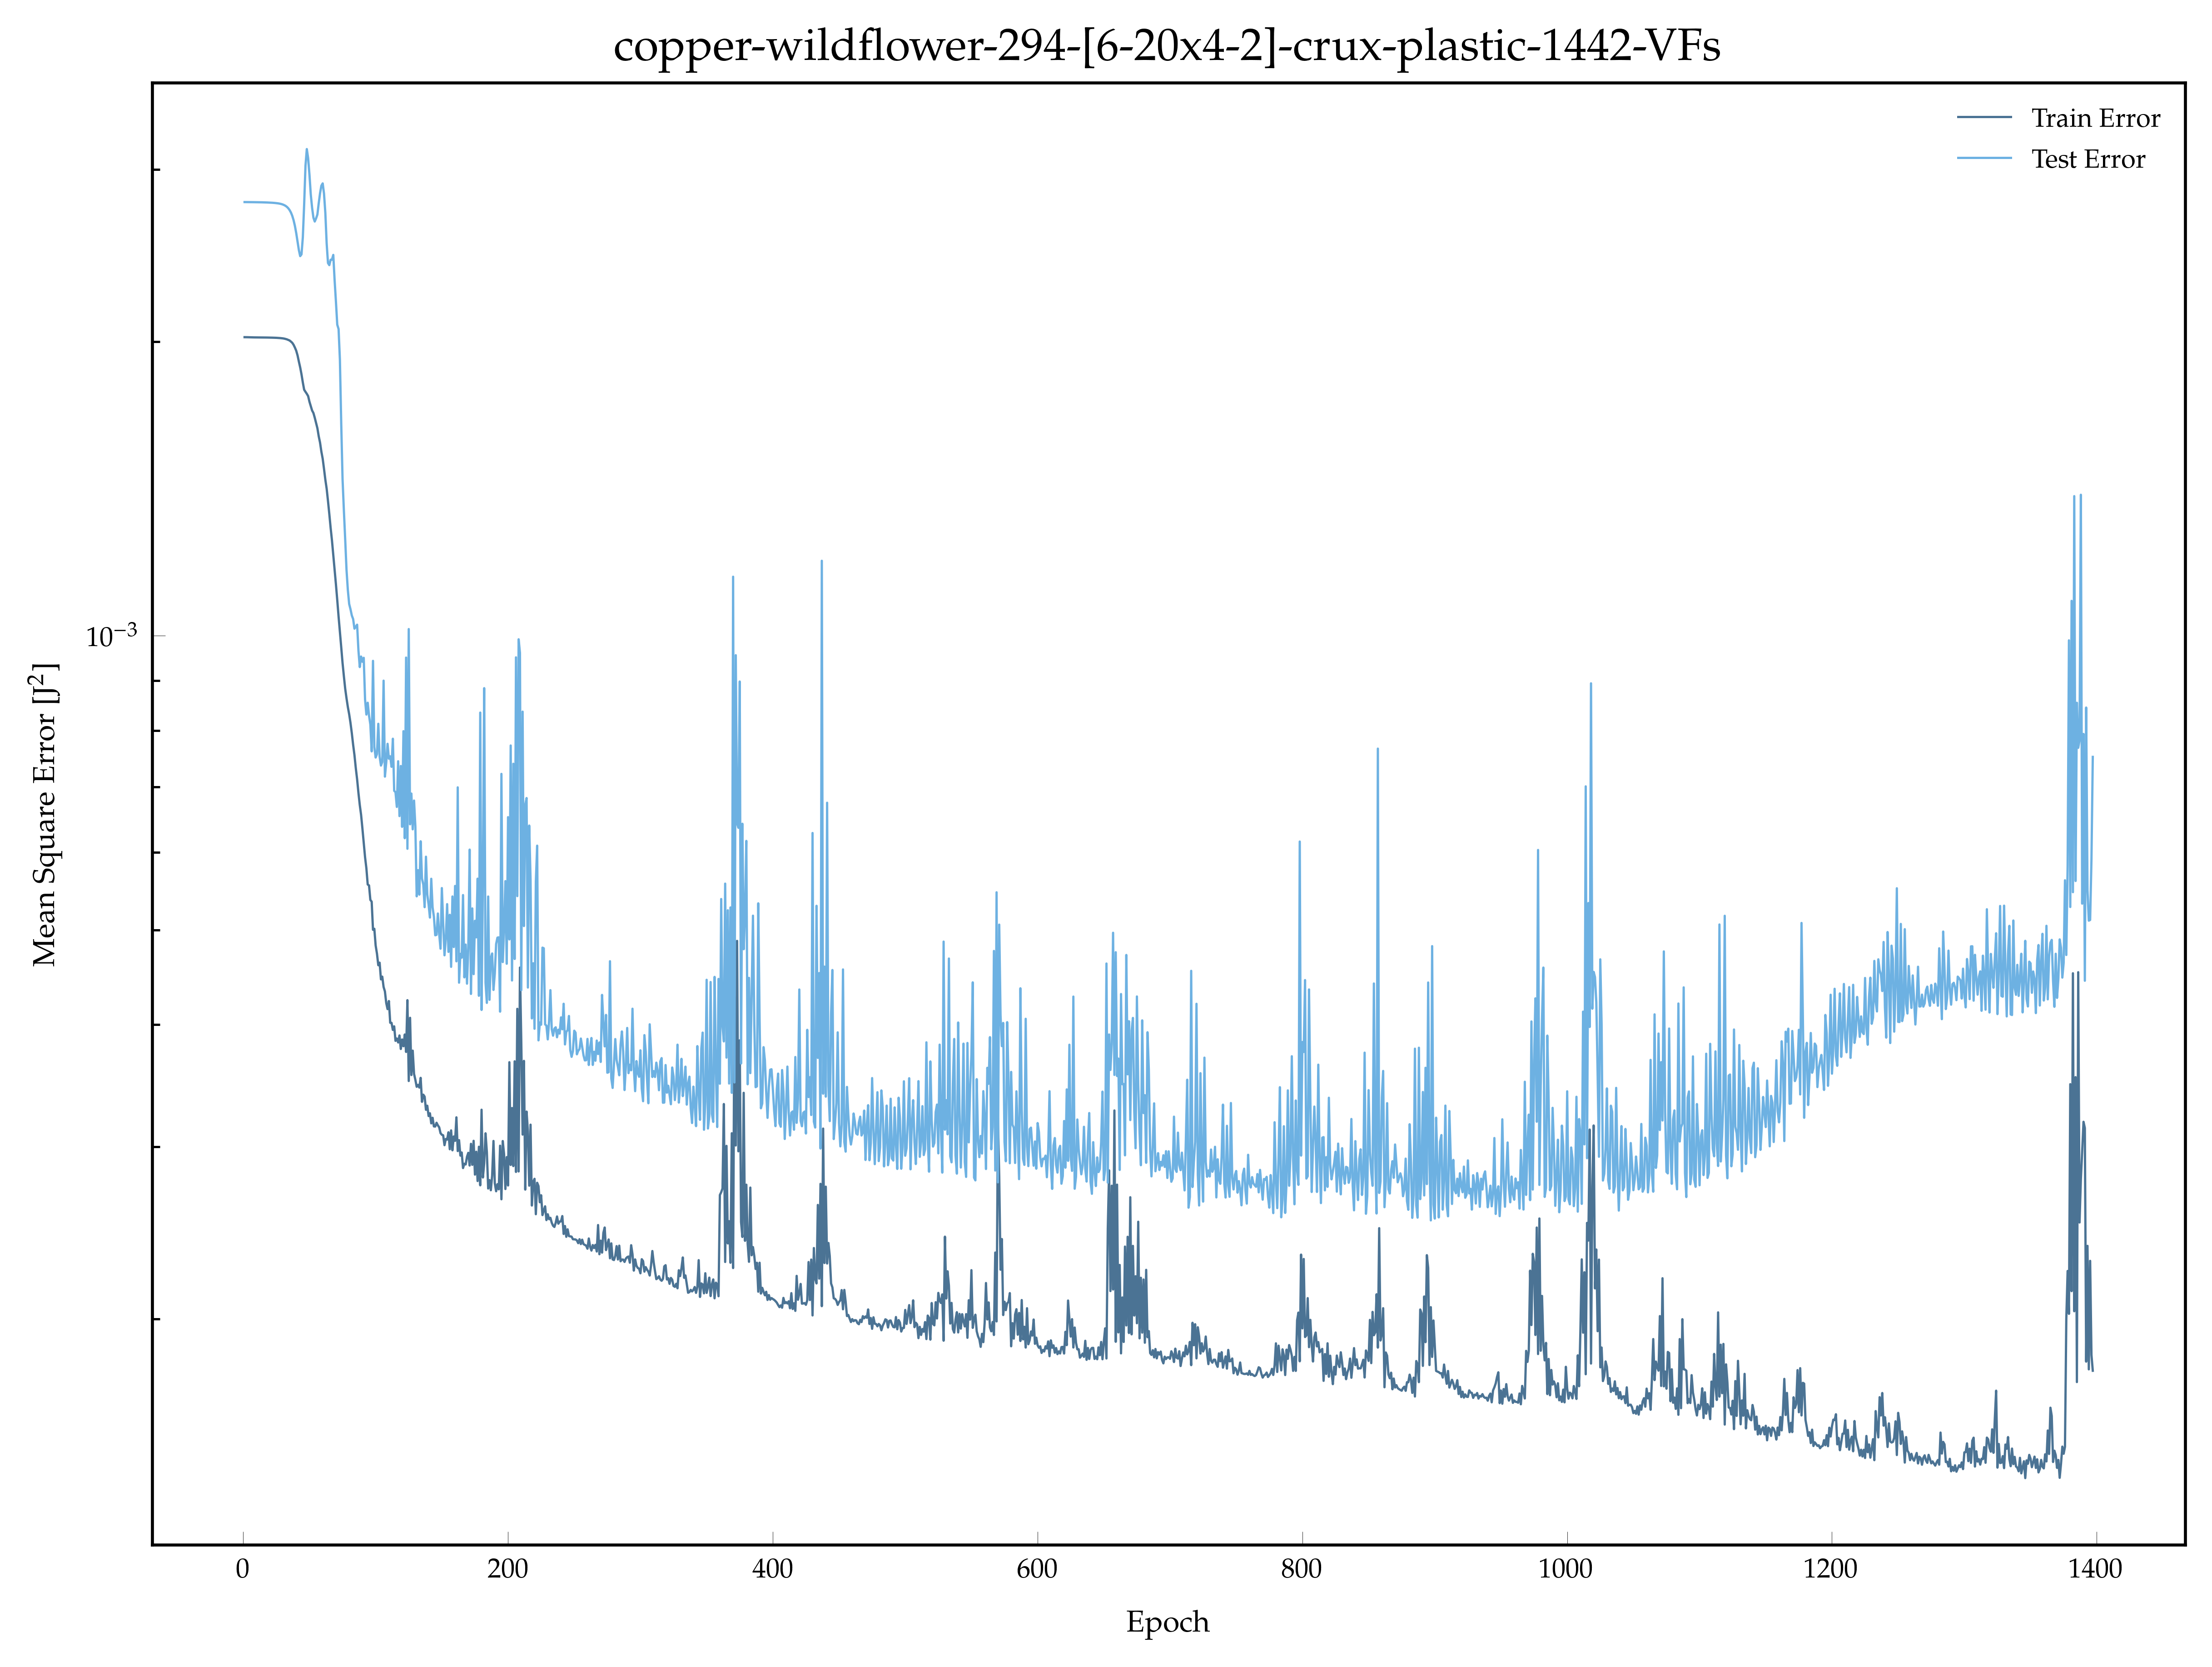 copper-wildflower-294-[6-20x4-2]-crux-plastic-1442-VFs
Train Error
Test Error
10⁻³
Mean Square Error [J²]
0 200 400 600 800 1000 1200 1400
Epoch